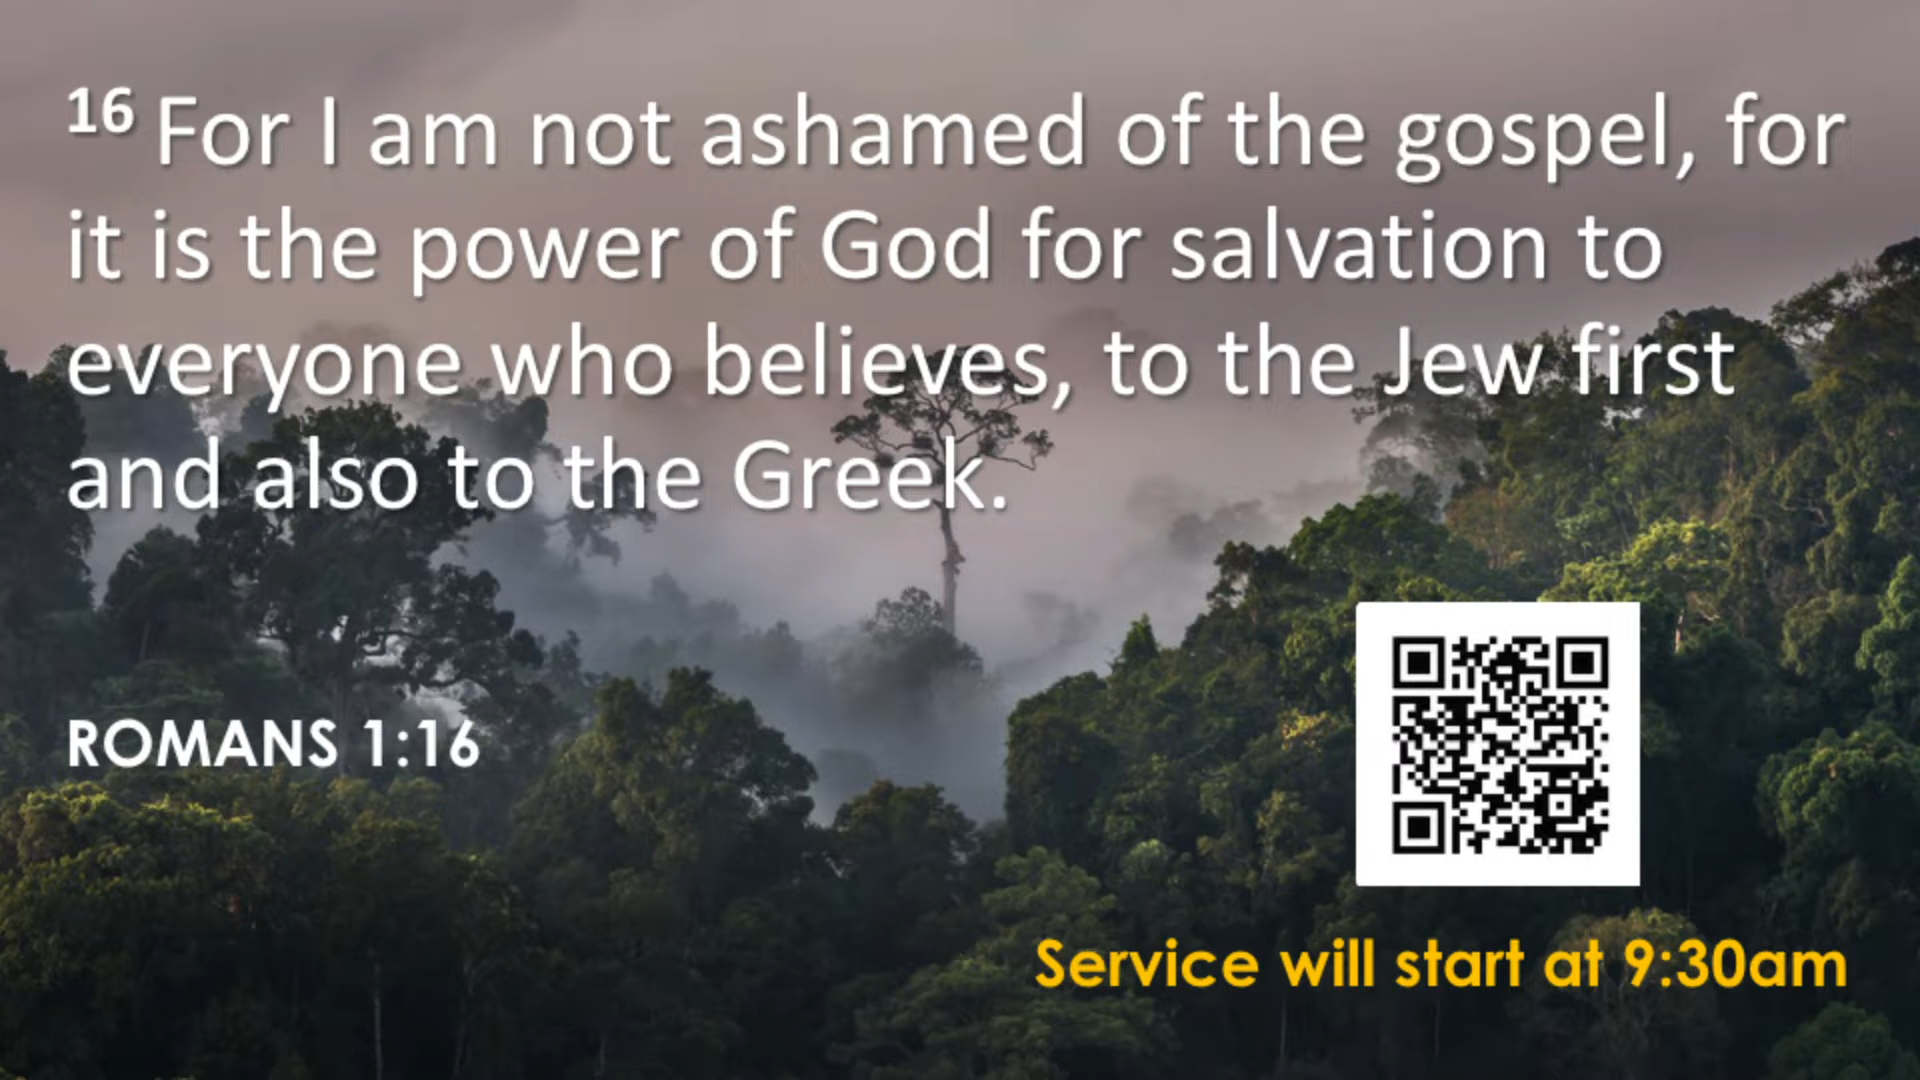 16 For I am not ashamed of the gospel, for
it is the power of God for salvation to
everyone who believes, to the Jew first
and also to the Greek.
ROMANS 1:16
Service will start at 9:30am